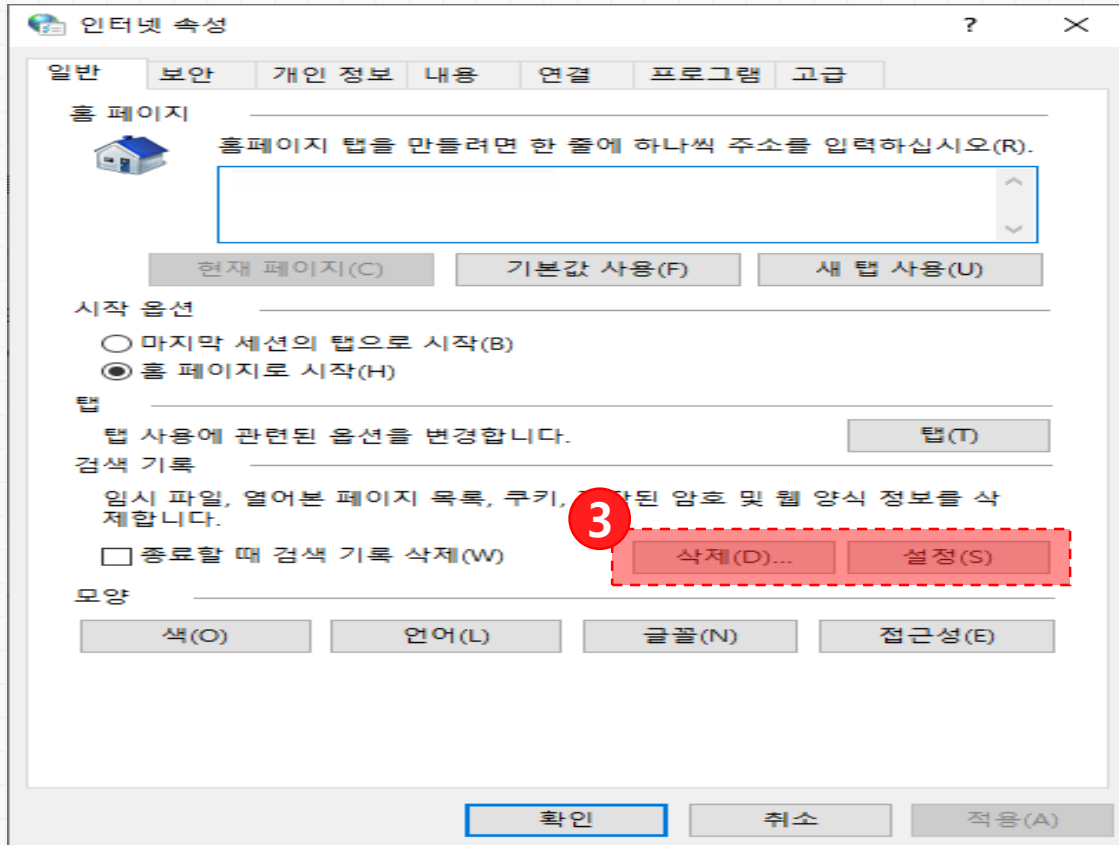 인터넷 속성 ?
일반 보안 개인 정보 내용 연결 프로그램 고급
홈 페이지
홈페이지 탭을 만들려면 한 줄에 하나씩 주소를 입력하십시오(R).
현재 페이지(C) 기본값 사용(F) 새 탭 사용(U)
시작 옵션
마지막 세션의 탭으로 시작(B)
홈 페이지로 시작(H)
탭
탭 사용에 관련된 옵션을 변경합니다. 탭(T)
검색 기록
임시 파일, 열어본 페이지 목록, 쿠키, 암호 및 웹 양식 정보를 삭
제합니다.
3
종료할 때 검색 기록 삭제(W) 삭제(D)... 설정(S)
모양
색(O) 언어(L) 글꼴(N) 접근성(E)
확인 취소 적용(A)